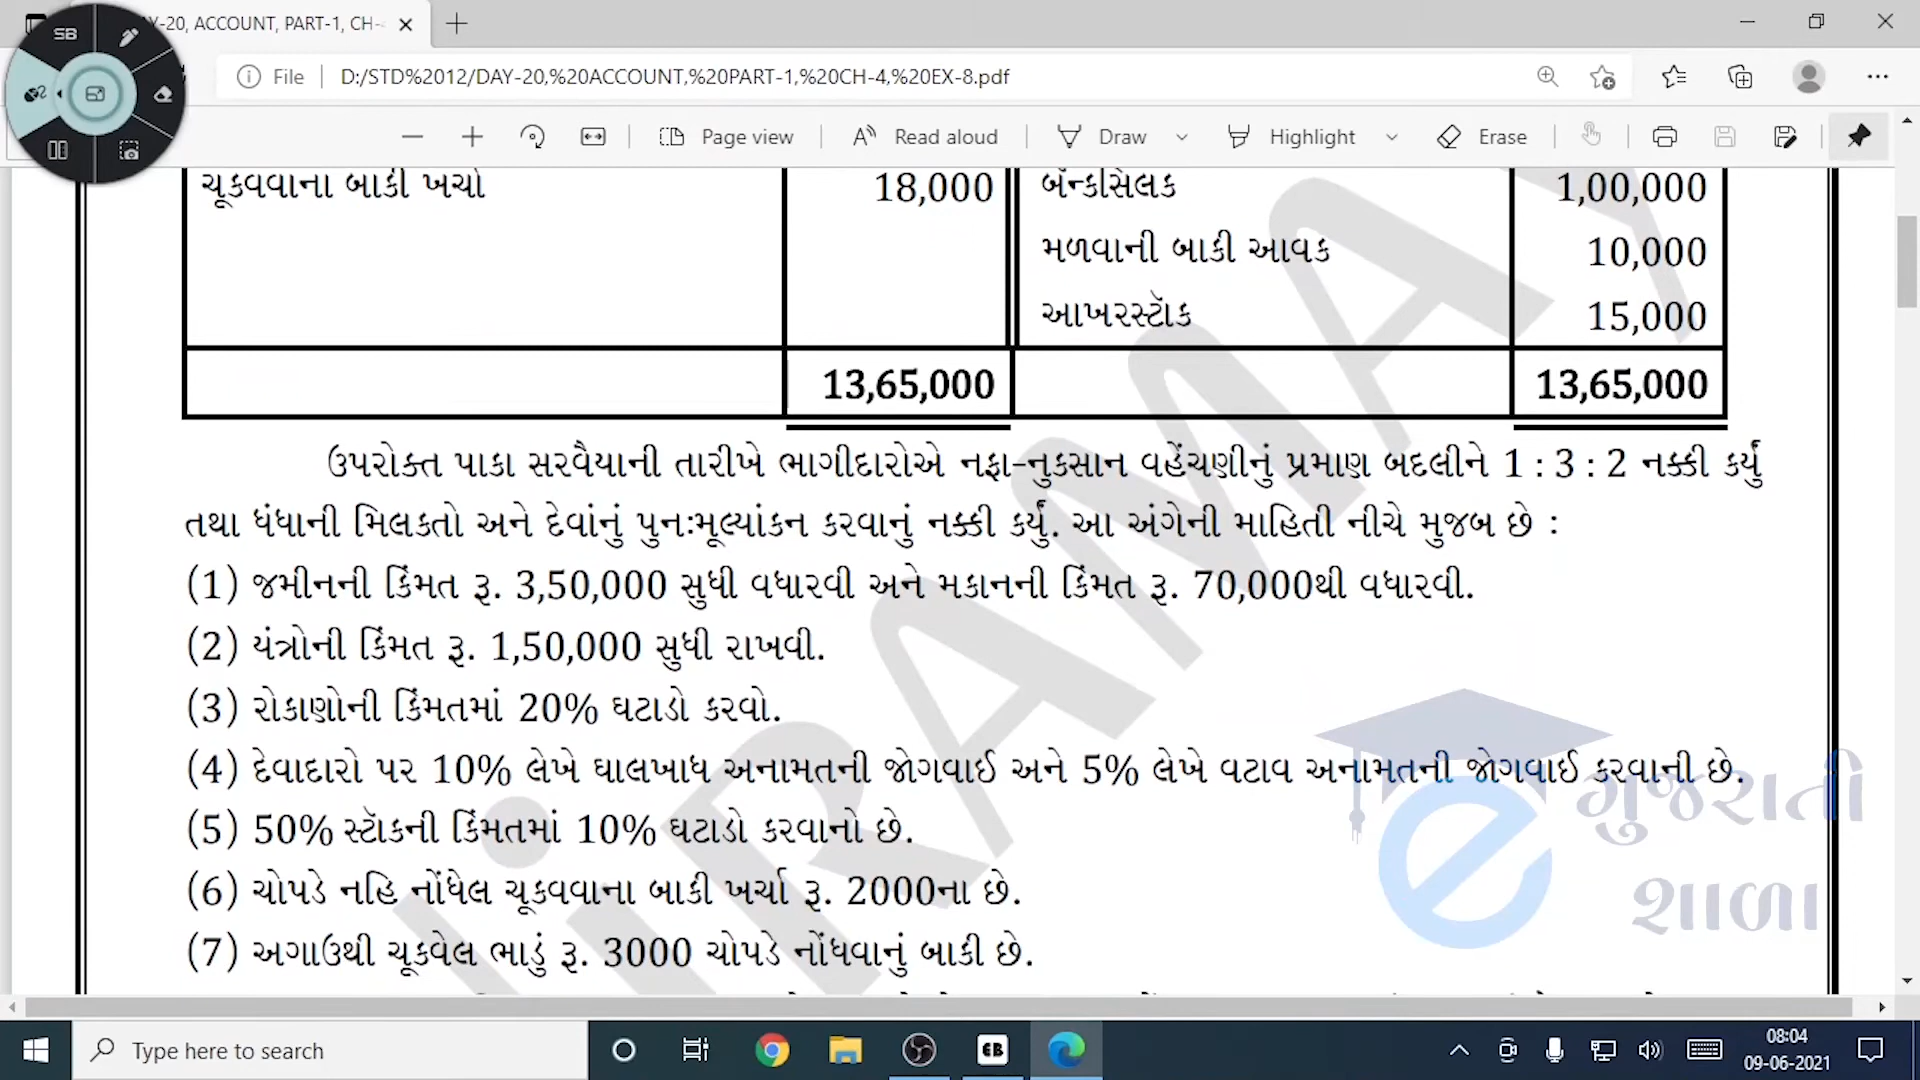 -20, ACCOUNT, PART-1, CH-
SB
File
D:/STD%2012/DAY-20,%20ACCOUNT,%20PART-1,%20CH-4,%20EX-8.pdf
Page view
Read aloud
Draw
Highlight
Erase
ચૂકવવાના બાકી ખર્ચા 18,000 બૅન્કસિલક 1,00,000
મળવાની બાકી આવક 10,000
આખરસ્ટૉક 15,000
13,65,000 13,65,000
ઉપરોક્ત પાકા સરવૈયાની તારીખે ભાગીદારોએ નફા-નુકસાન વહેંચણીનું પ્રમાણ બદલીને 1 : 3 : 2 નક્કી કર્યું
તથા ધંધાની મિલકતો અને દેવાંનું પુનઃમૂલ્યાંકન કરવાનું નક્કી કર્યું. આ અંગેની માહિતી નીચે મુજબ છે :
(1) જમીનની કિંમત રૂ. 3,50,000 સુધી વધારવી અને મકાનની કિંમત રૂ. 70,000થી વધારવી.
(2) યંત્રોની કિંમત રૂ. 1,50,000 સુધી રાખવી.
(3) રોકાણોની કિંમતમાં 20% ઘટાડો કરવો.
(4) દેવાદારો પર 10% લેખે ઘાલખાધ અનામતની જોગવાઈ અને 5% લેખે વટાવ અનામતની જોગવાઈ કરવાની છે.
(5) 50% સ્ટૉકની કિંમતમાં 10% ઘટાડો કરવાનો છે.
(6) ચોપડે નહિ નોંધેલ ચૂકવવાના બાકી ખર્ચા રૂ. 2000ના છે.
(7) અગાઉથી ચૂકવેલ ભાડું રૂ. 3000 ચોપડે નોંધવાનું બાકી છે.
ગુજરાતી
શાળા
Type here to search
08:04
09-06-2021